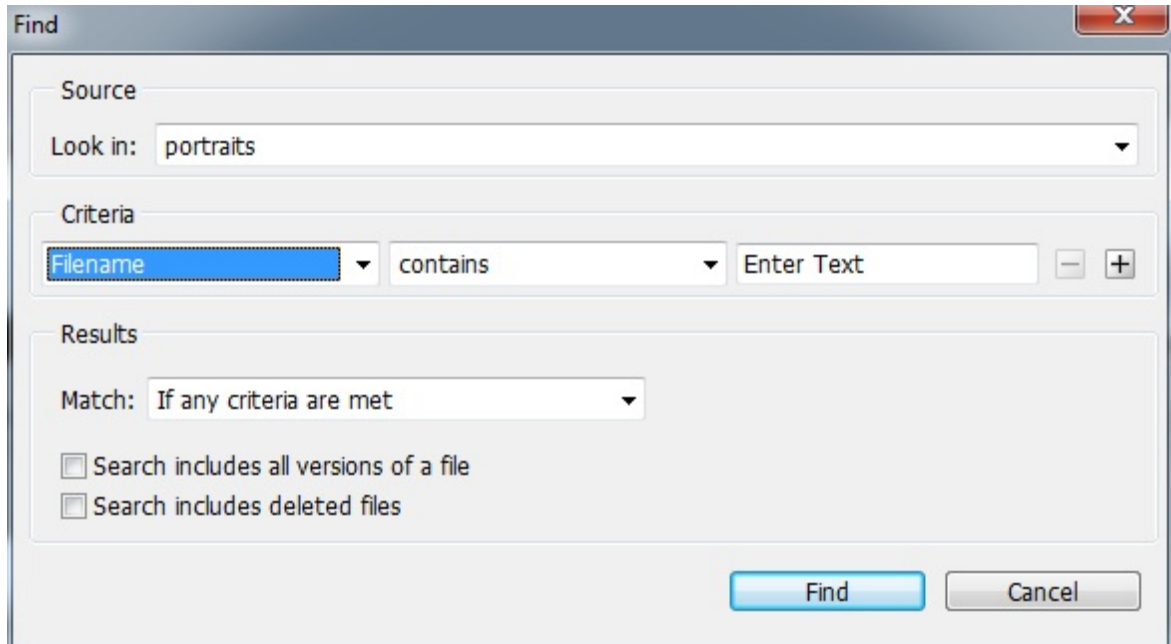 Find
Source
Look in: portraits
Criteria
Filename contains Enter Text
Results
Match: If any criteria are met
Search includes all versions of a file
Search includes deleted files
Find Cancel